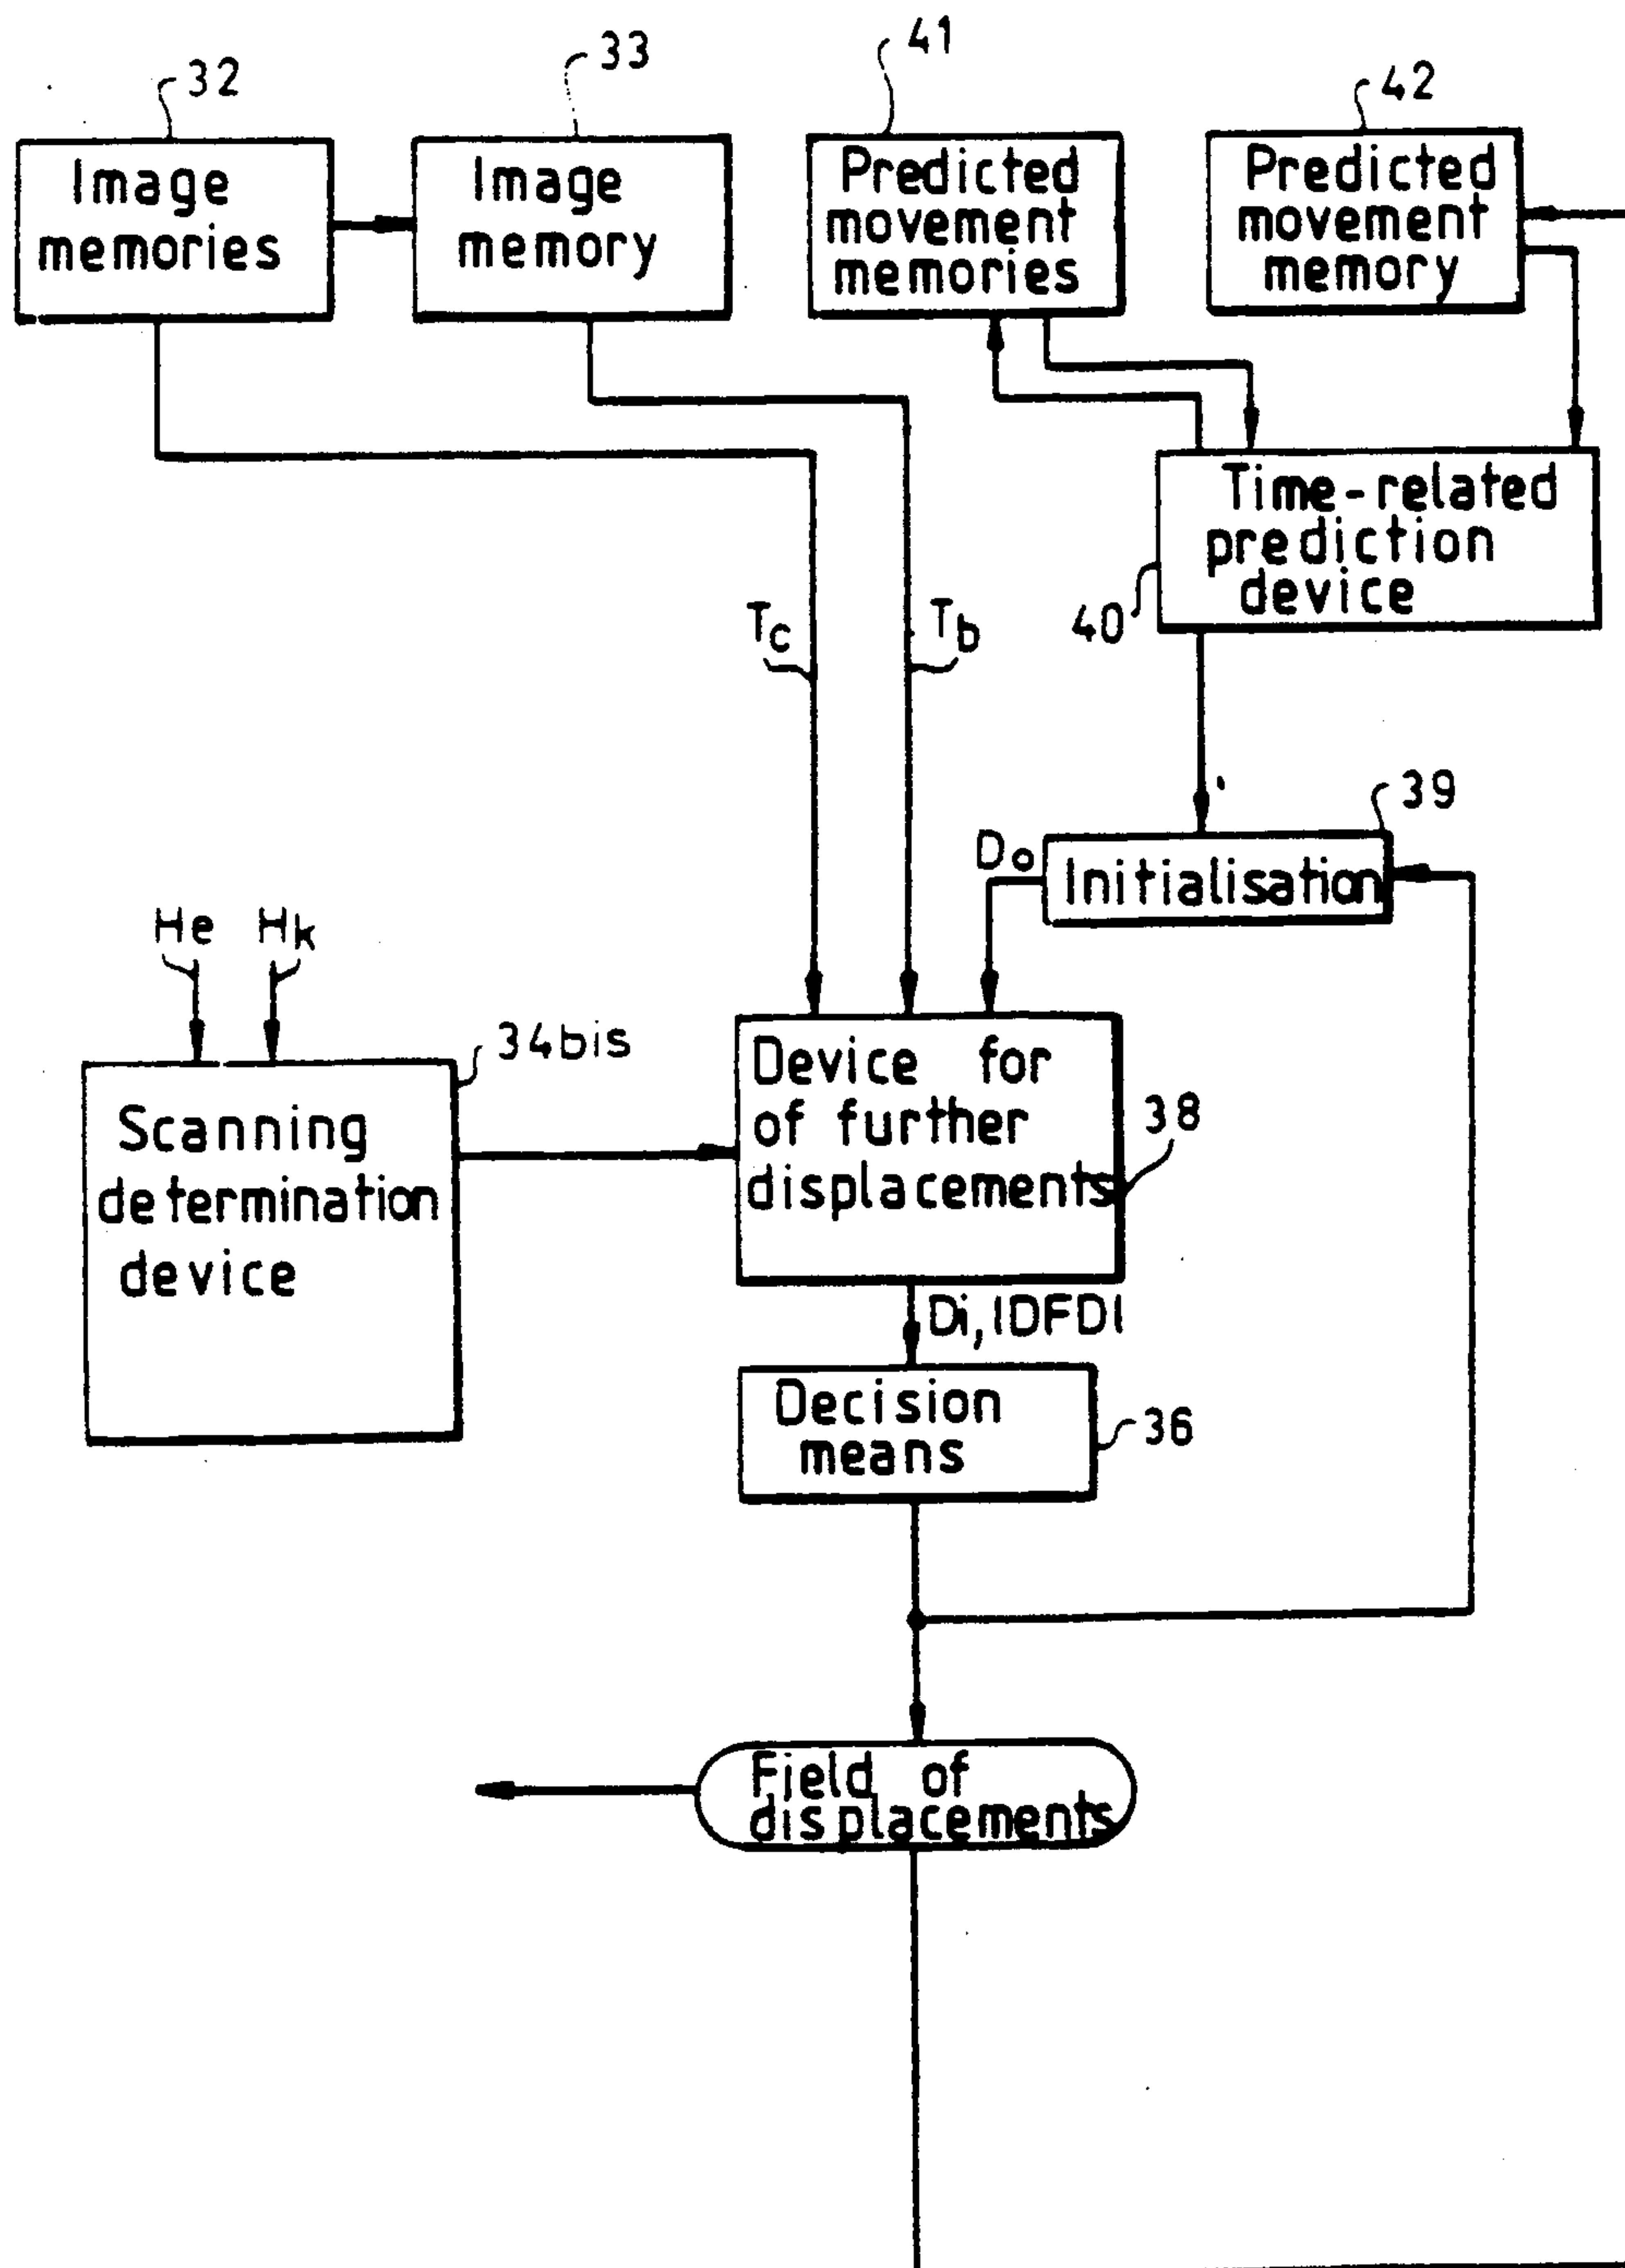 32
33
41
42
Image
memories
Image
memory
Predicted
movement
memories
Predicted
movement
memory
Time-related
prediction
device
40
Tc
Tb
39
Do
Initialisation
He
Hk
34bis
Scanning
determination
device
Device for
of further
displacements
38
Di, |DFD|
Decision
means
36
Field of
displacements